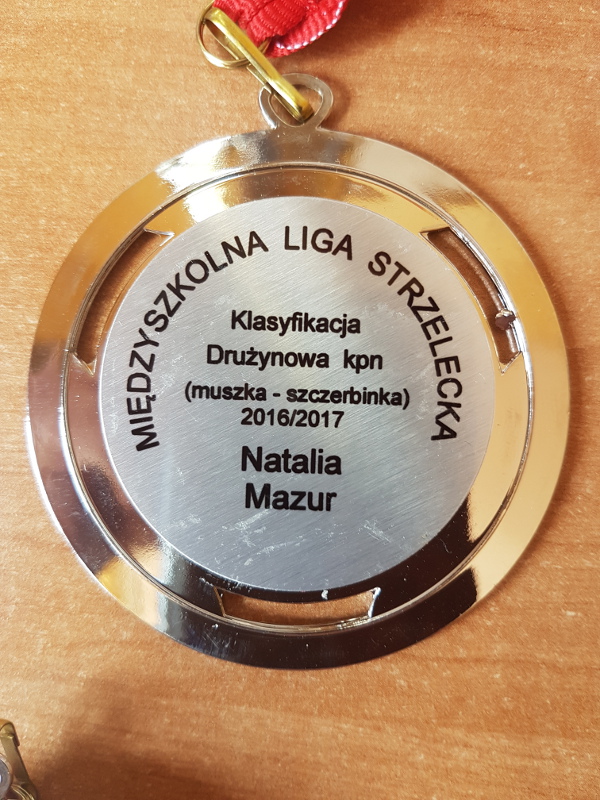 MIĘDZYSZKOLNA LIGA STRZELECKA
Klasyfikacja
Drużynowa kpn
(muszka - szczerbinka)
2016/2017
Natalia
Mazur